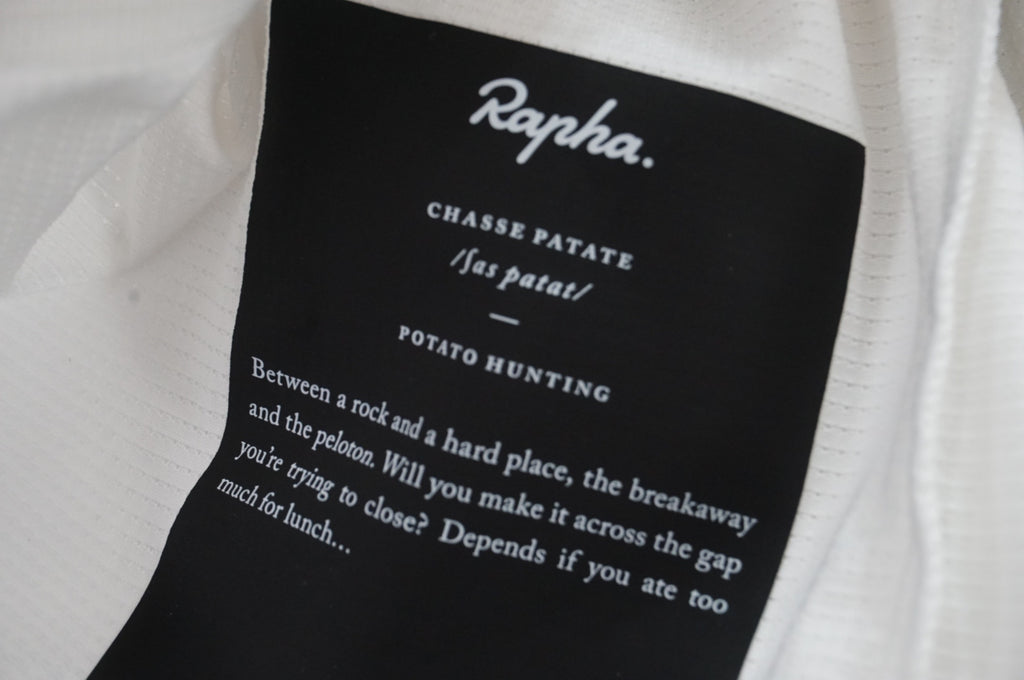 Rapha.
CHASSE PATATE
/ʃas patat/
—
POTATO HUNTING
Between a rock and a hard place, the breakaway
and the peloton. Will you make it across the gap
you're trying to close? Depends if you ate too
much for lunch...